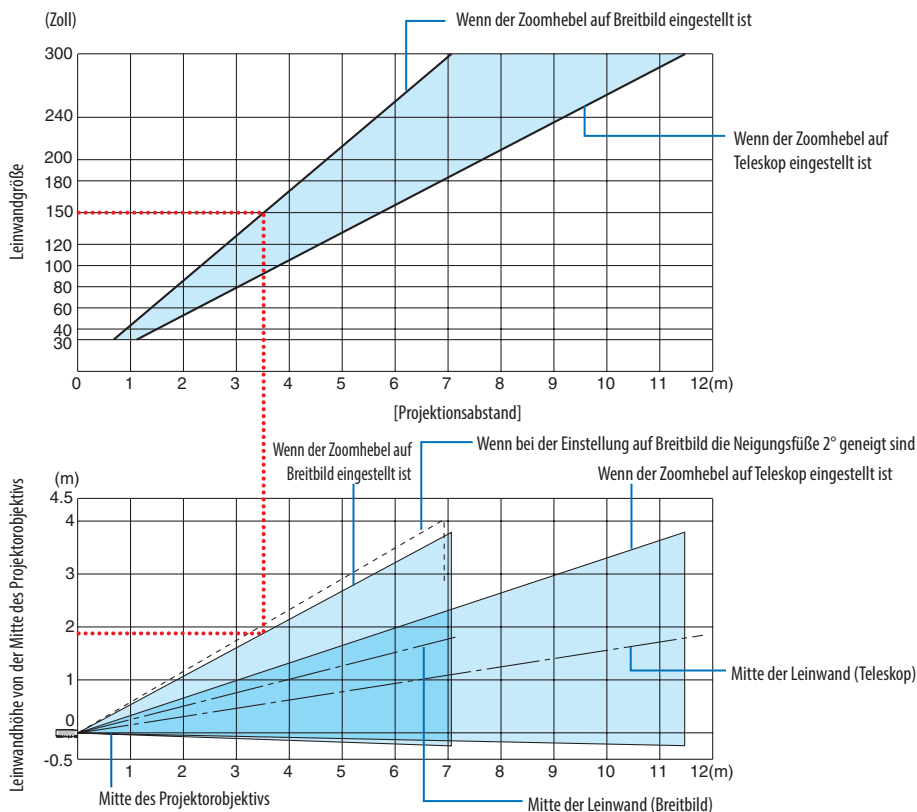 (Zoll)
Wenn der Zoomhebel auf Breitbild eingestellt ist
300
240
200
180
150
120
100
80
60
40
30
Leinwandgröße
Wenn der Zoomhebel auf
Teleskop eingestellt ist
0 1 2 3 4 5 6 7 8 9 10 11 12(m)
[Projektionsabstand]
Wenn der Zoomhebel auf
Breitbild eingestellt ist
Wenn bei der Einstellung auf Breitbild die Neigungsfüße 2° geneigt sind
Wenn der Zoomhebel auf Teleskop eingestellt ist
(m)
4.5
4
3
2
1
0
-0.5
Leinwandhöhe von der Mitte des Projektorobjektivs
Mitte der Leinwand (Teleskop)
1 2 3 4 5 6 7 8 9 10 11 12(m)
Mitte des Projektorobjektivs
Mitte der Leinwand (Breitbild)